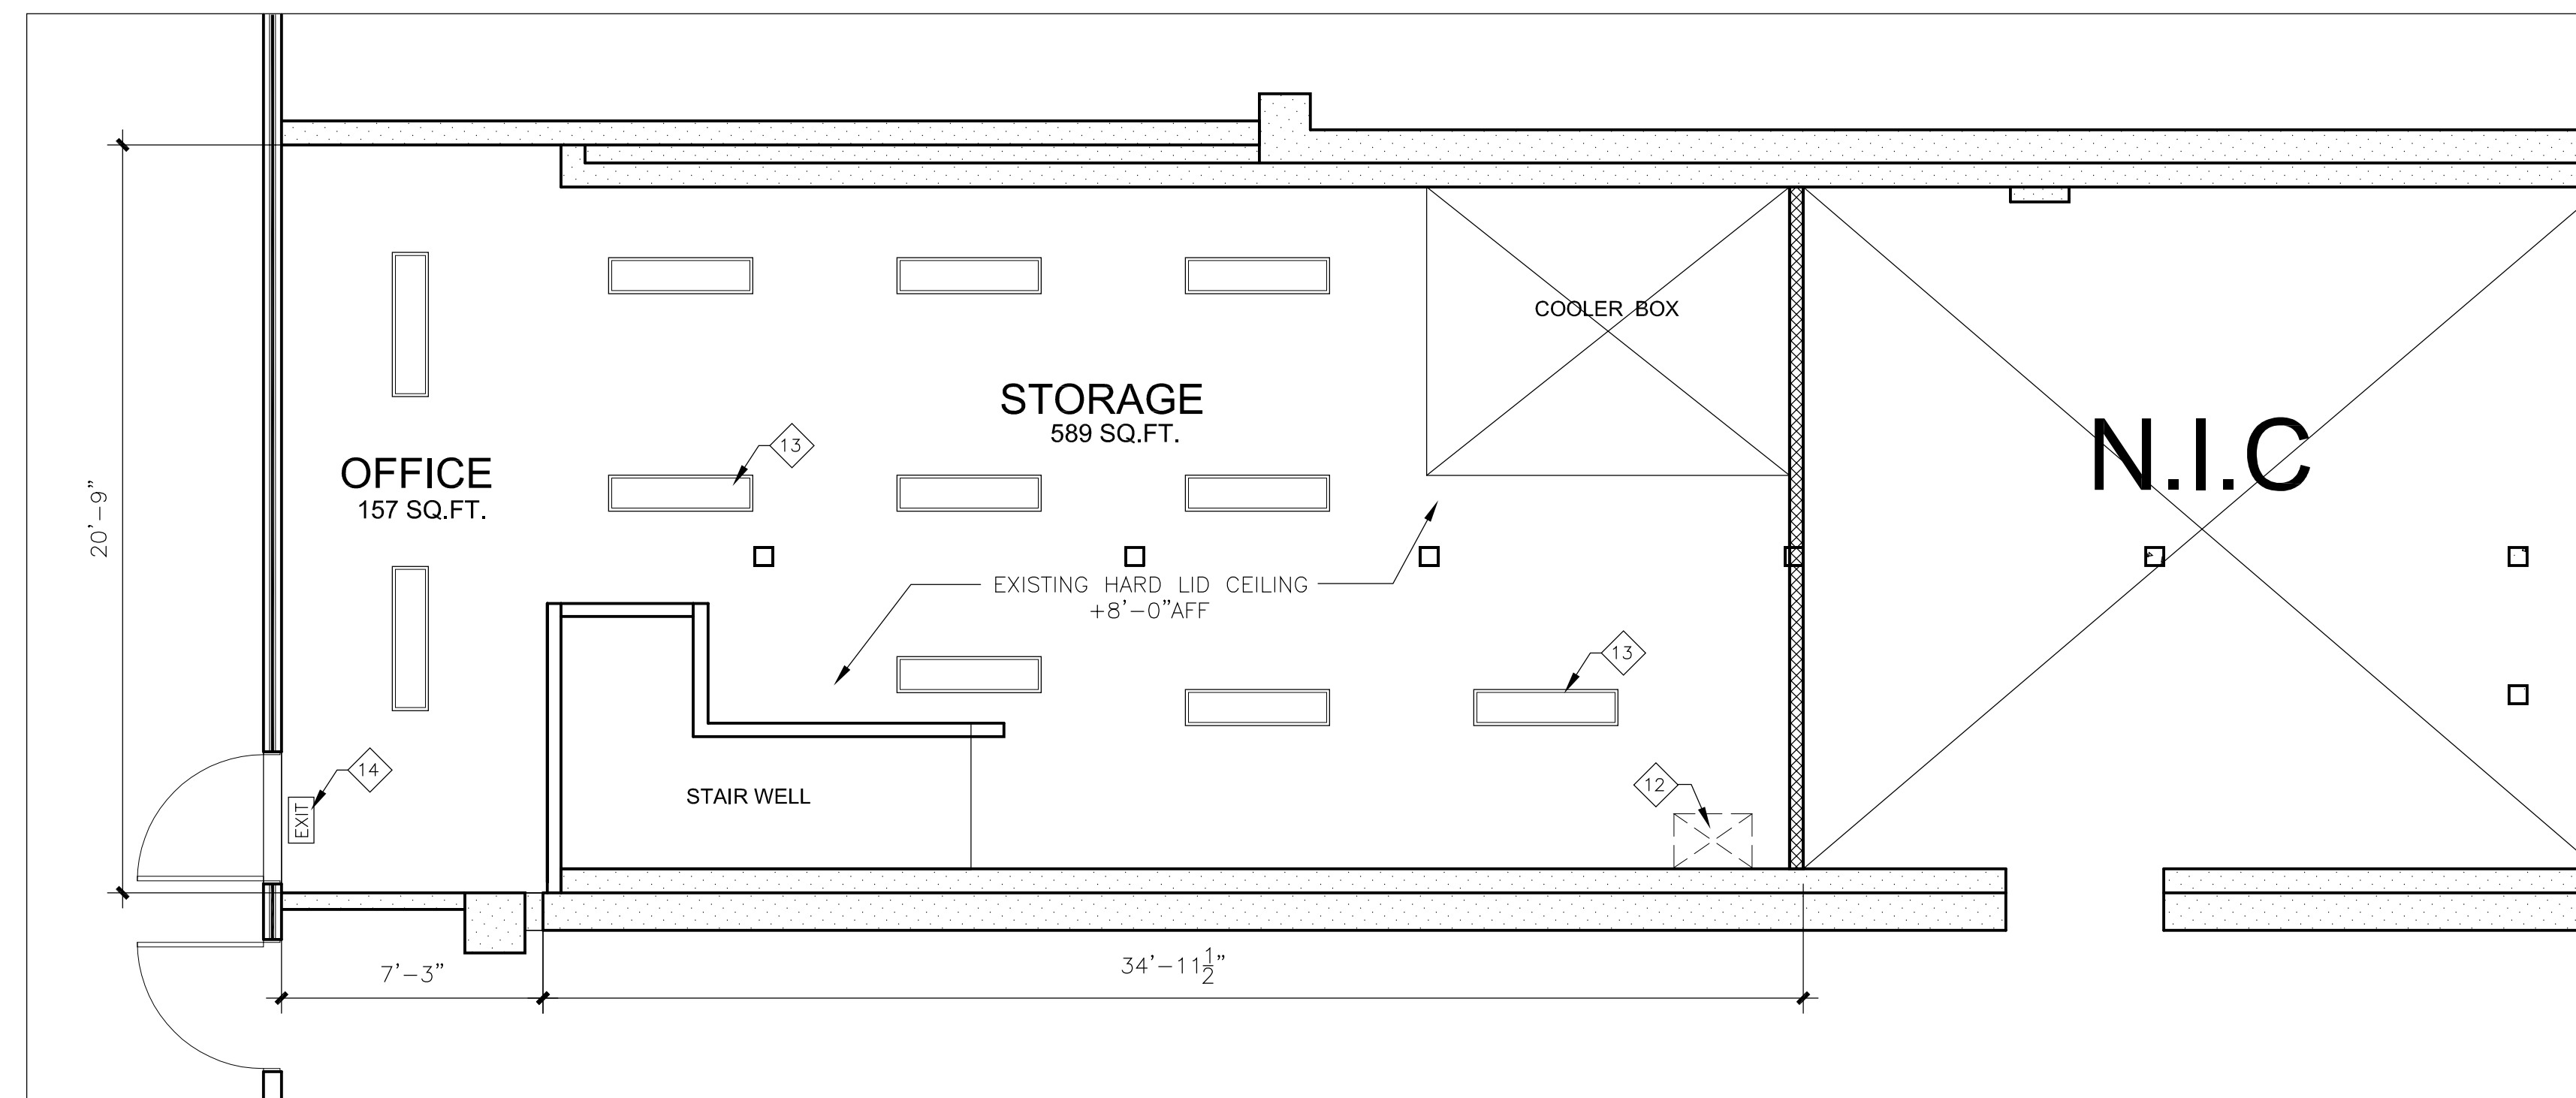 COOLER BOX
STORAGE
589 SQ.FT.
N.I.C
13
OFFICE
157 SQ.FT.
20'-9"
EXISTING HARD LID CEILING
+8'-0"AFF
13
14
EXIT
STAIR WELL
12
7'-3"
34'-11½"